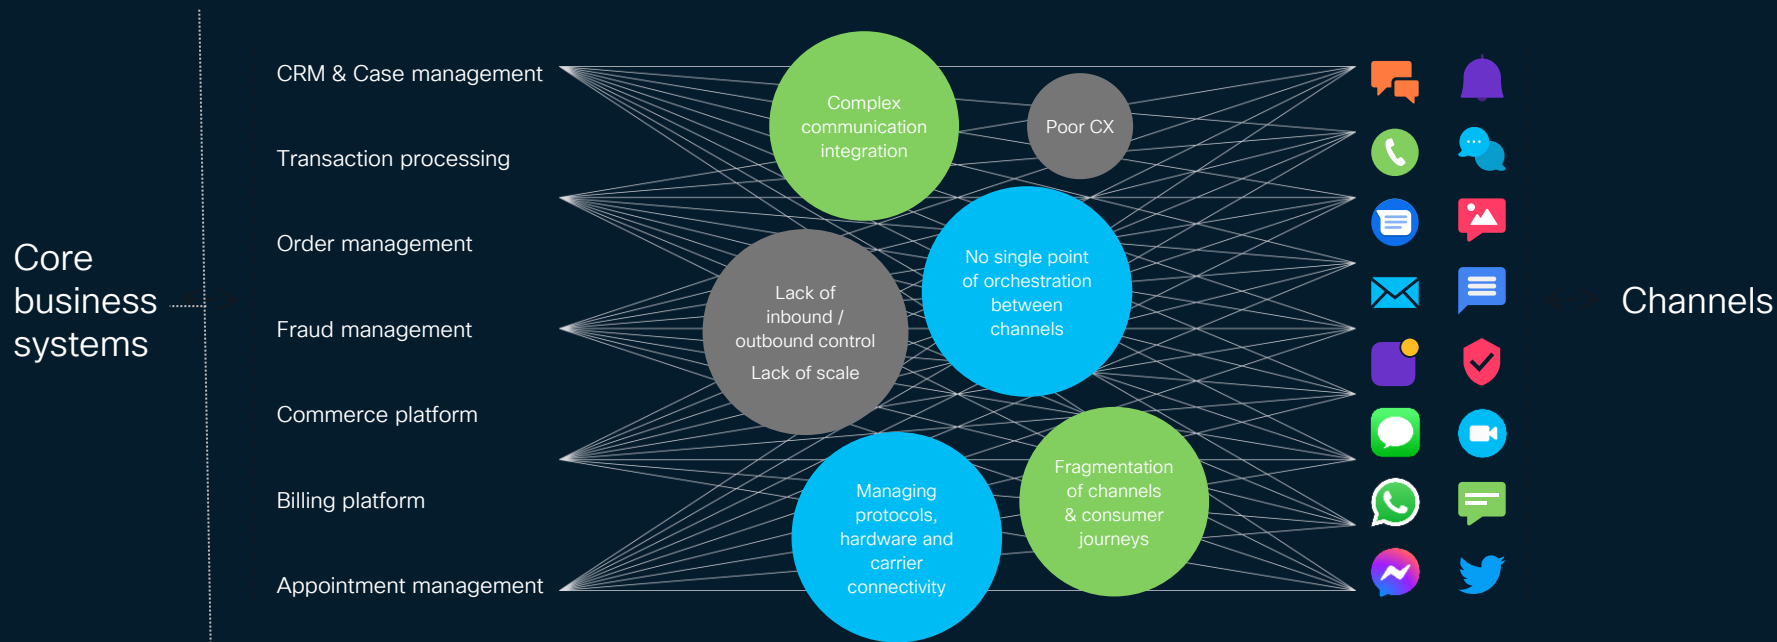 Core
business
systems
CRM & Case management
Transaction processing
Order management
Fraud management
Commerce platform
Billing platform
Appointment management
Complex
communication
integration
Poor CX
No single point
of orchestration
between
channels
Lack of
inbound /
outbound control
Lack of scale
Managing
protocols,
hardware and
carrier
connectivity
Fragmentation
of channels
& consumer
journeys
Channels